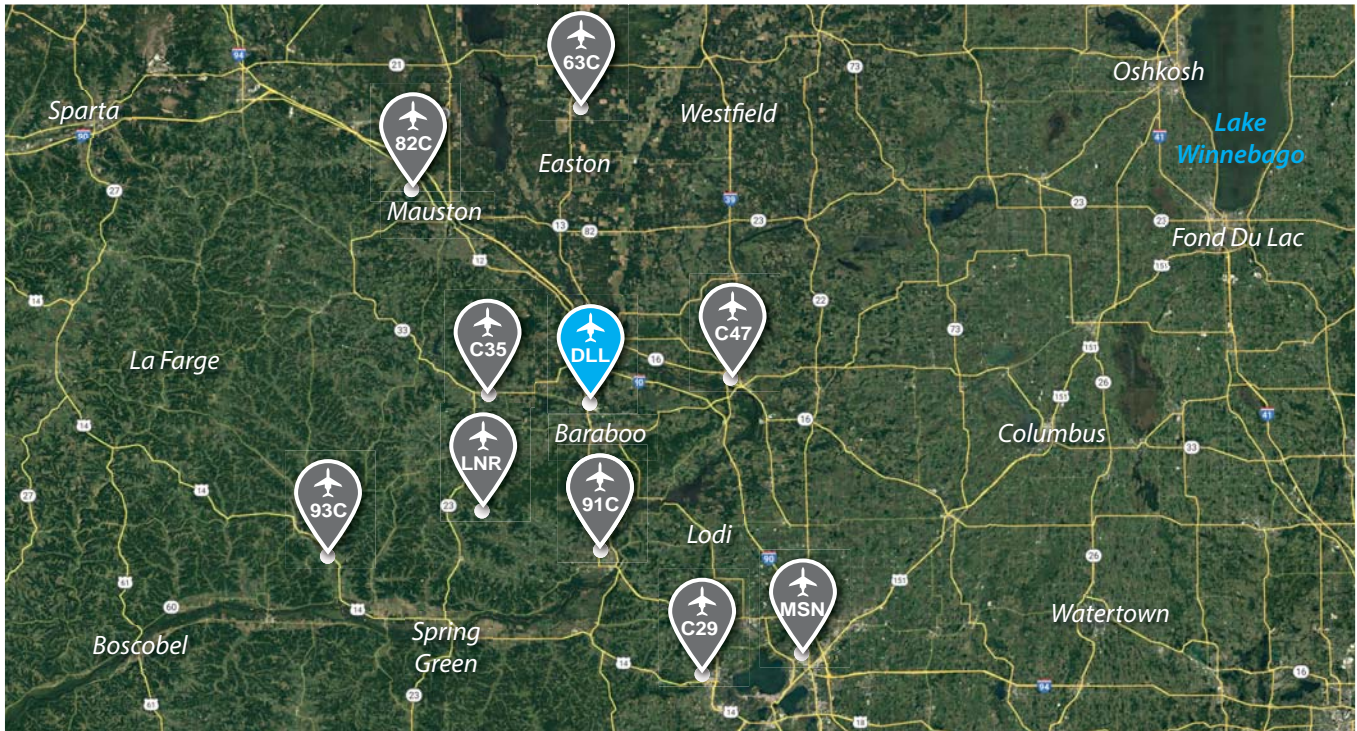 63C
94
21
73
Oshkosh
Sparta
90
82C
Westfield
41
Lake
Winnebago
Easton
27
Mauston
39
23
23
23
13
82
Fond Du Lac
12
151
14
22
C35
DLL
C47
33
73
16
151
La Farge
26
151
41
14
Baraboo
16
Columbus
33
LNR
27
14
93C
23
91C
Lodi
90
26
151
61
60
14
C29
MSN
Watertown
Boscobel
Spring
Green
14
16
94
23
61
14
18